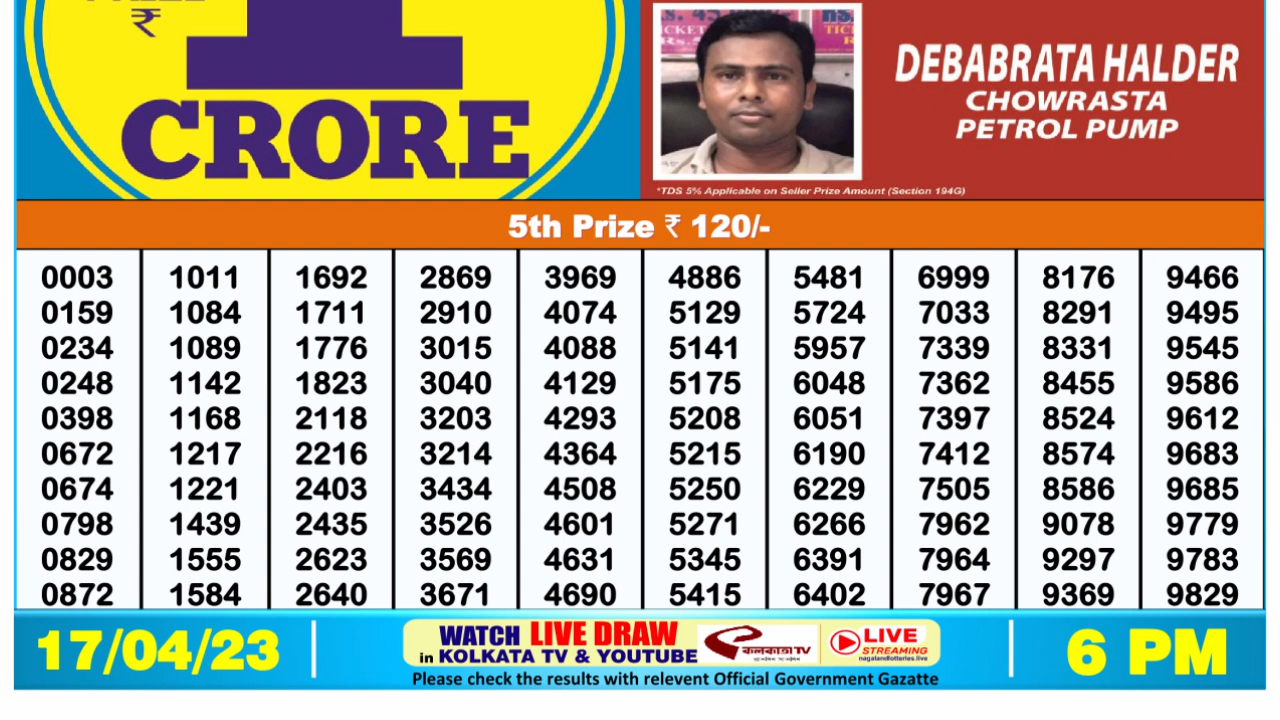 ₹
1
CRORE
DEBABRATA HALDER
CHOWRASTA
PETROL PUMP
*TDS 5% Applicable on Seller Prize Amount (Section 194G)
5th Prize ₹ 120/-
0003 1011 1692 2869 3969 4886 5481 6999 8176 9466
0159 1084 1711 2910 4074 5129 5724 7033 8291 9495
0234 1089 1776 3015 4088 5141 5957 7339 8331 9545
0248 1142 1823 3040 4129 5175 6048 7362 8455 9586
0398 1168 2118 3203 4293 5208 6051 7397 8524 9612
0672 1217 2216 3214 4364 5215 6190 7412 8574 9683
0674 1221 2403 3434 4508 5250 6229 7505 8586 9685
0798 1439 2435 3526 4601 5271 6266 7962 9078 9779
0829 1555 2623 3569 4631 5345 6391 7964 9297 9783
0872 1584 2640 3671 4690 5415 6402 7967 9369 9829
17/04/23
WATCH LIVE DRAW
in KOLKATA TV & YOUTUBE
কলকাতা TV
LIVE
STREAMING
nagalandlotteries.live
Please check the results with relevent Official Government Gazatte
6 PM